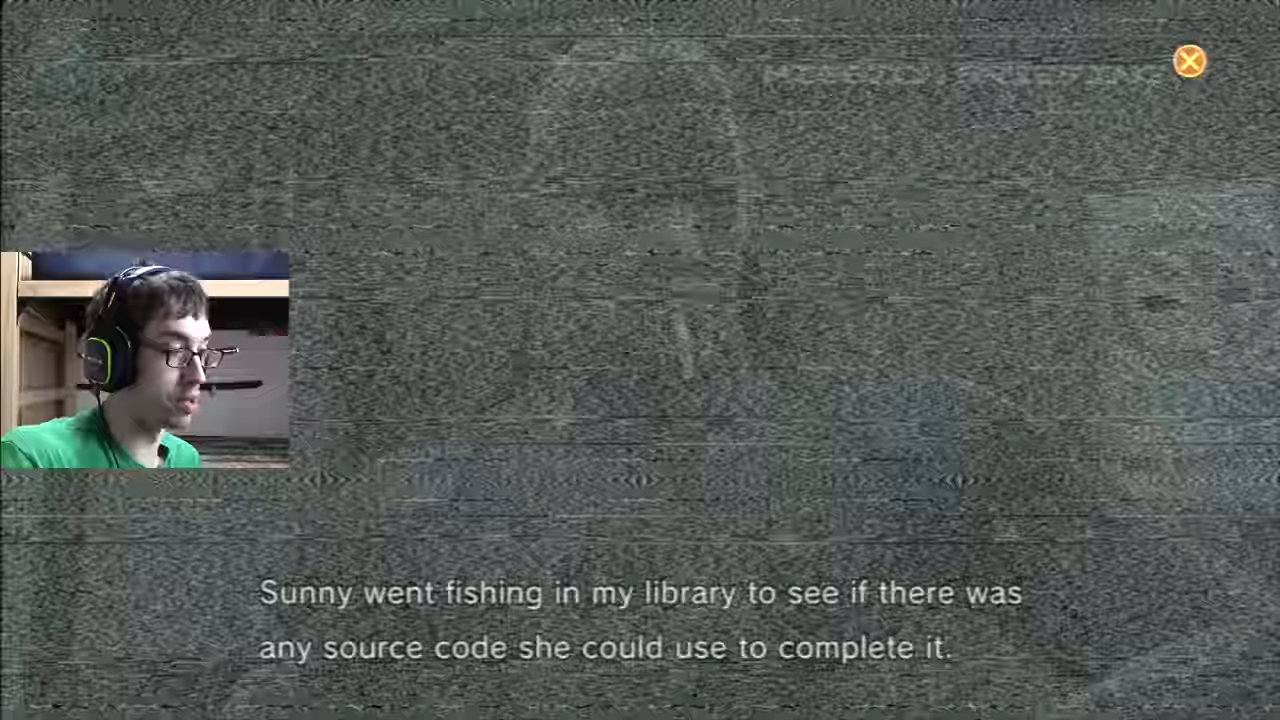 Sunny went fishing in my library to see if there was
any source code she could use to complete it.